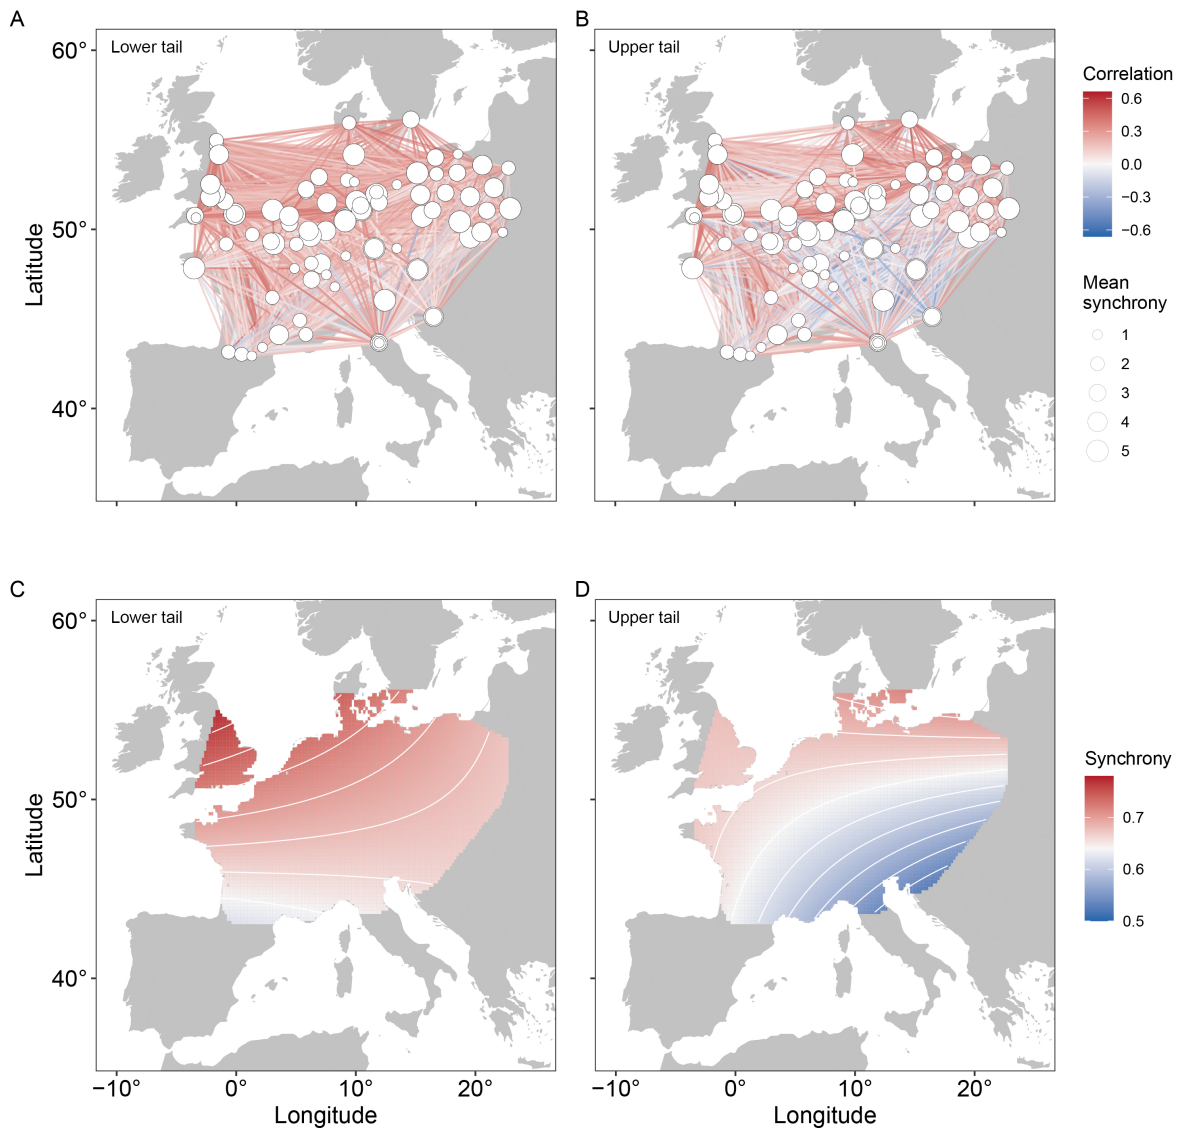 A
B
Lower tail
Upper tail
60°
50°
40°
Latitude
Correlation
0.6
0.3
0.0
−0.3
−0.6
Mean
synchrony
1
2
3
4
5
C
D
Lower tail
Upper tail
60°
50°
40°
Latitude
Synchrony
0.7
0.6
0.5
−10°
0°
10°
20°
−10°
0°
10°
20°
Longitude
Longitude